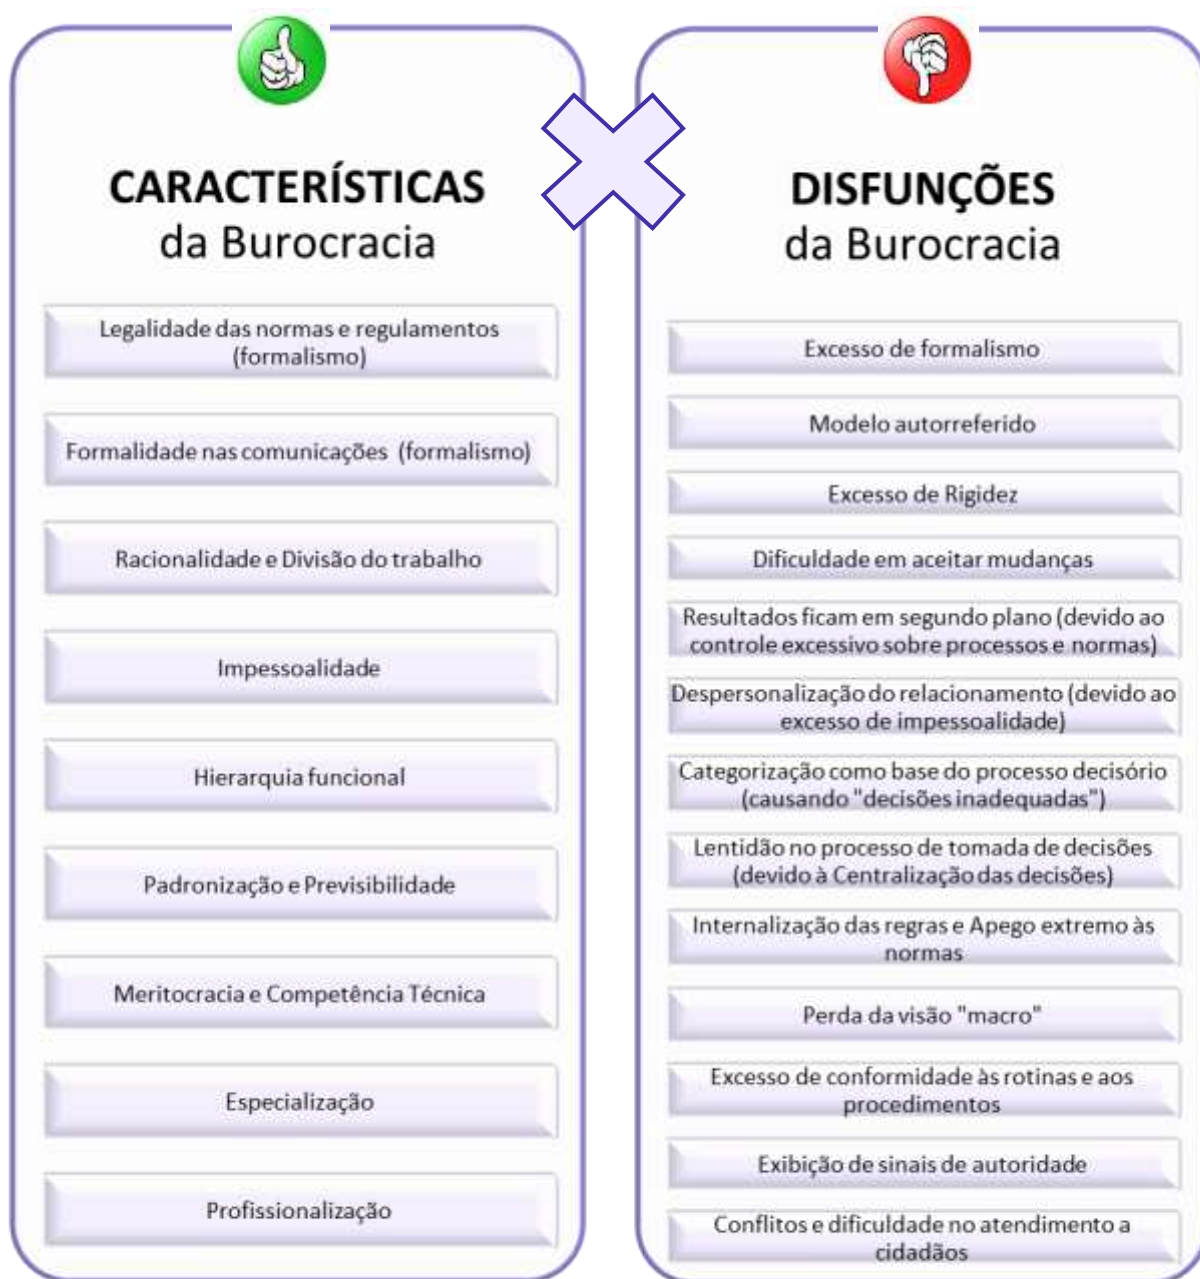 CARACTERÍSTICAS
da Burocracia
Legalidade das normas e regulamentos
(formalismo)
Formalidade nas comunicações (formalismo)
Racionalidade e Divisão do trabalho
Impessoalidade
Hierarquia funcional
Padronização e Previsibilidade
Meritocracia e Competência Técnica
Especialização
Profissionalização
DISFUNÇÕES
da Burocracia
Excesso de formalismo
Modelo autorreferido
Excesso de Rigidez
Dificuldade em aceitar mudanças
Resultados ficam em segundo plano (devido ao
controle excessivo sobre processos e normas)
Despersonalização do relacionamento (devido ao
excesso de impessoalidade)
Categorização como base do processo decisório
(causando "decisões inadequadas")
Lentidão no processo de tomada de decisões
(devido à Centralização das decisões)
Internalização das regras e Apego extremo às
normas
Perda da visão "macro"
Excesso de conformidade às rotinas e aos
procedimentos
Exibição de sinais de autoridade
Conflitos e dificuldade no atendimento a
cidadãos